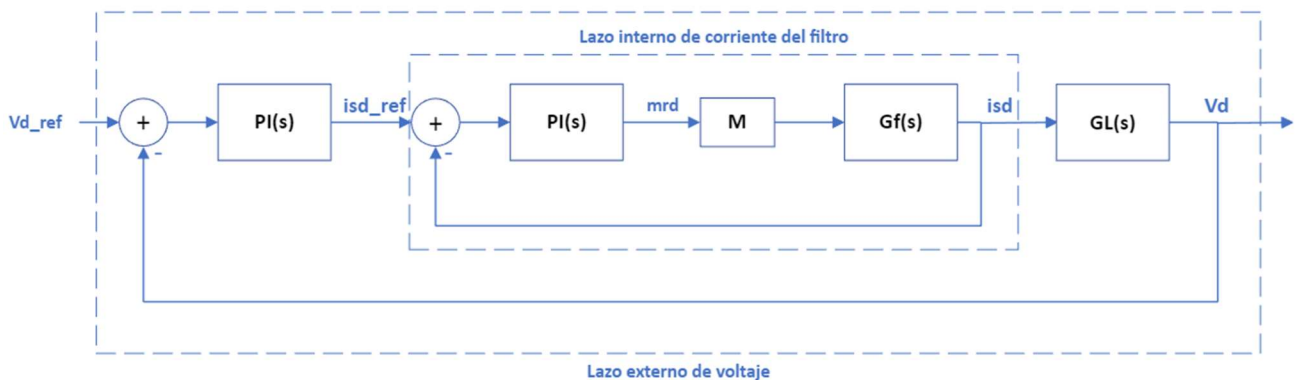 Lazo interno de corriente del filtro
Vd_ref
+
-
PI(s)
isd_ref
+
-
PI(s)
mrd
M
Gf(s)
isd
GL(s)
Vd
Lazo externo de voltaje